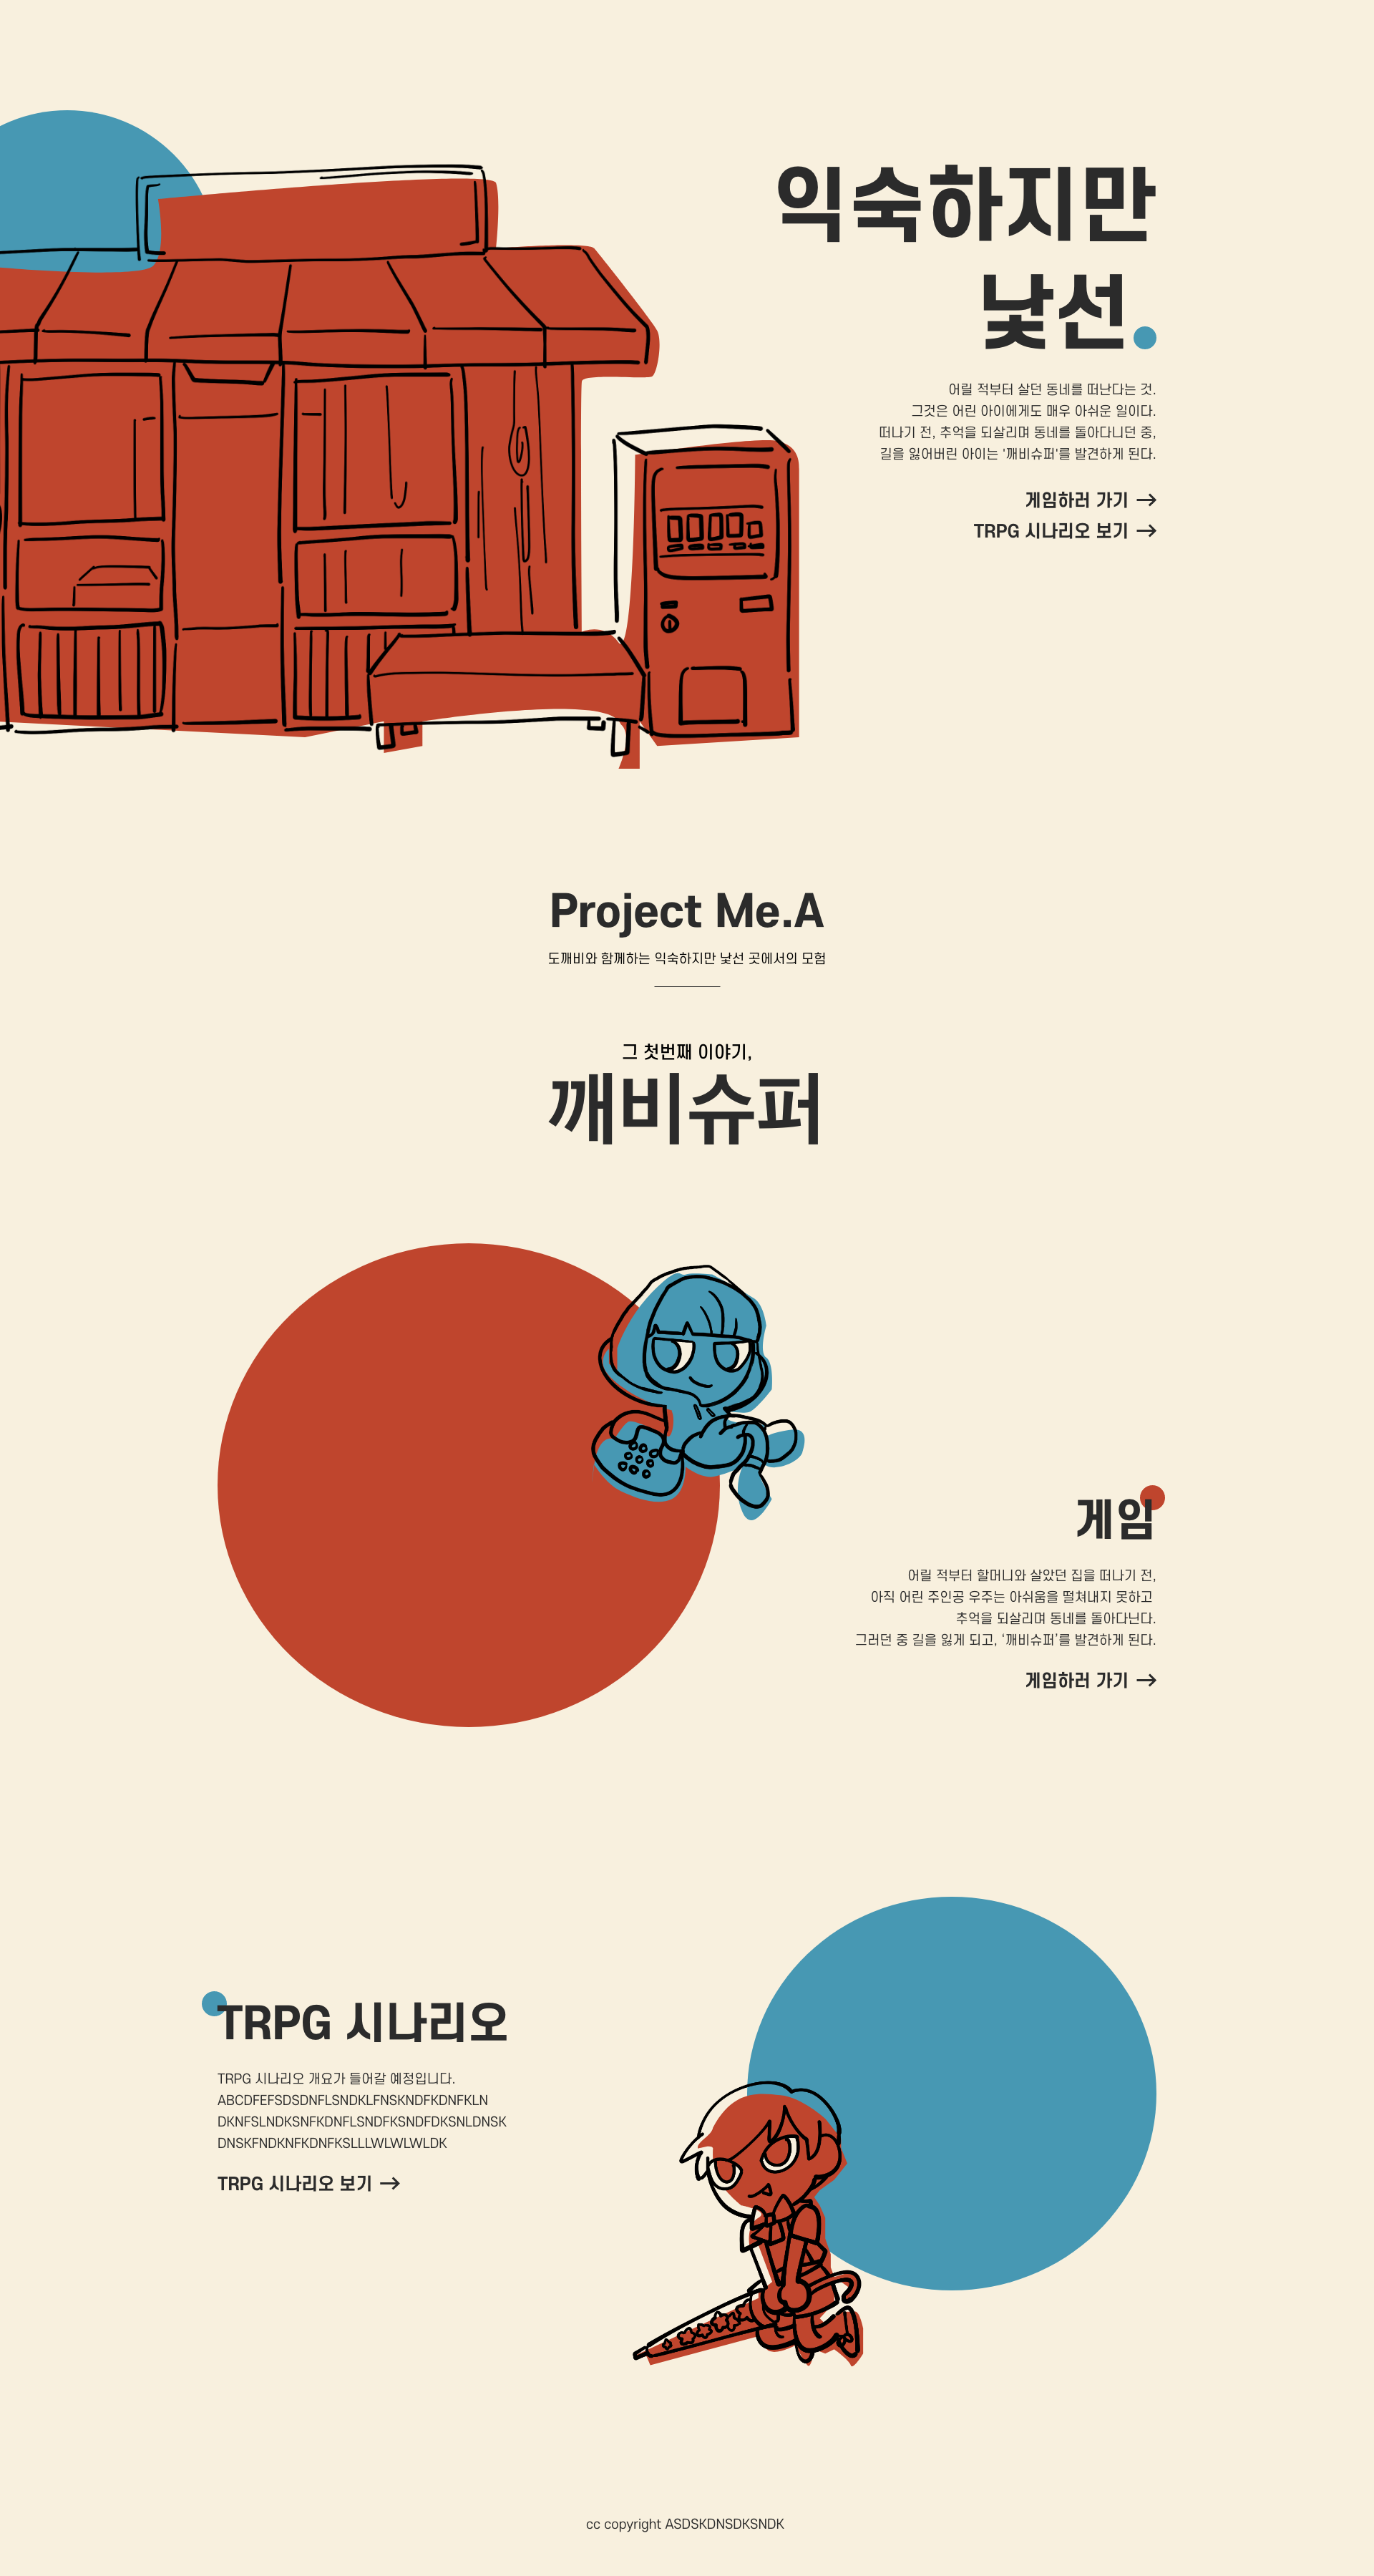 익숙하지만
낯선.
어릴 적부터 살던 동네를 떠난다는 것.
그것은 어린 아이에게도 매우 아쉬운 일이다.
떠나기 전, 추억을 되살리며 동네를 돌아다니던 중,
길을 잃어버린 아이는 '깨비슈퍼'를 발견하게 된다.
게임하러 가기 →
TRPG 시나리오 보기 →
Project Me.A
도깨비와 함께하는 익숙하지만 낯선 곳에서의 모험
그 첫번째 이야기,
깨비슈퍼
게임
어릴 적부터 할머니와 살았던 집을 떠나기 전,
아직 어린 주인공 우주는 아쉬움을 떨쳐내지 못하고
추억을 되살리며 동네를 돌아다닌다.
그러던 중 길을 잃게 되고, ‘깨비슈퍼’를 발견하게 된다.
게임하러 가기 →
TRPG 시나리오
TRPG 시나리오 개요가 들어갈 예정입니다.
ABCDFEFSDSDNFLSNDKLFNSKNDFKDNFKLN
DKNFSLNDKSNFKDNFLSNDFKSNDFDKSNLDNSK
DNSKFNDKNFKDNFKSLLLWLWLWLDK
TRPG 시나리오 보기 →
cc copyright ASDSKDNSDKSNDK